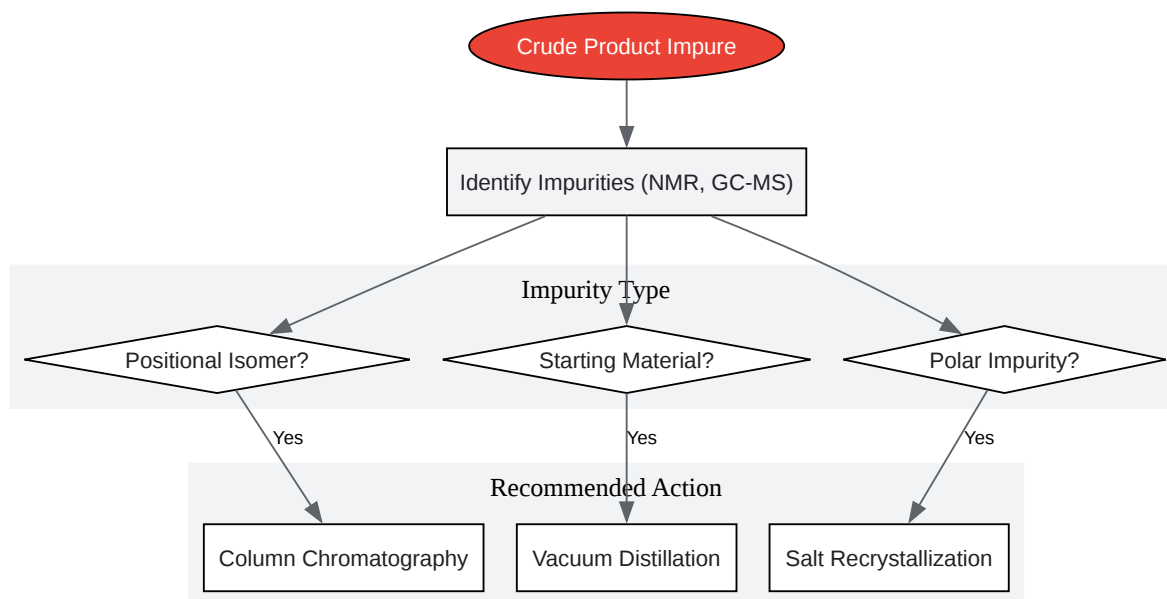 Crude Product Impure
Identify Impurities (NMR, GC-MS)
Impurity Type
Positional Isomer?
Starting Material?
Polar Impurity?
Yes
Yes
Yes
Recommended Action
Column Chromatography
Vacuum Distillation
Salt Recrystallization